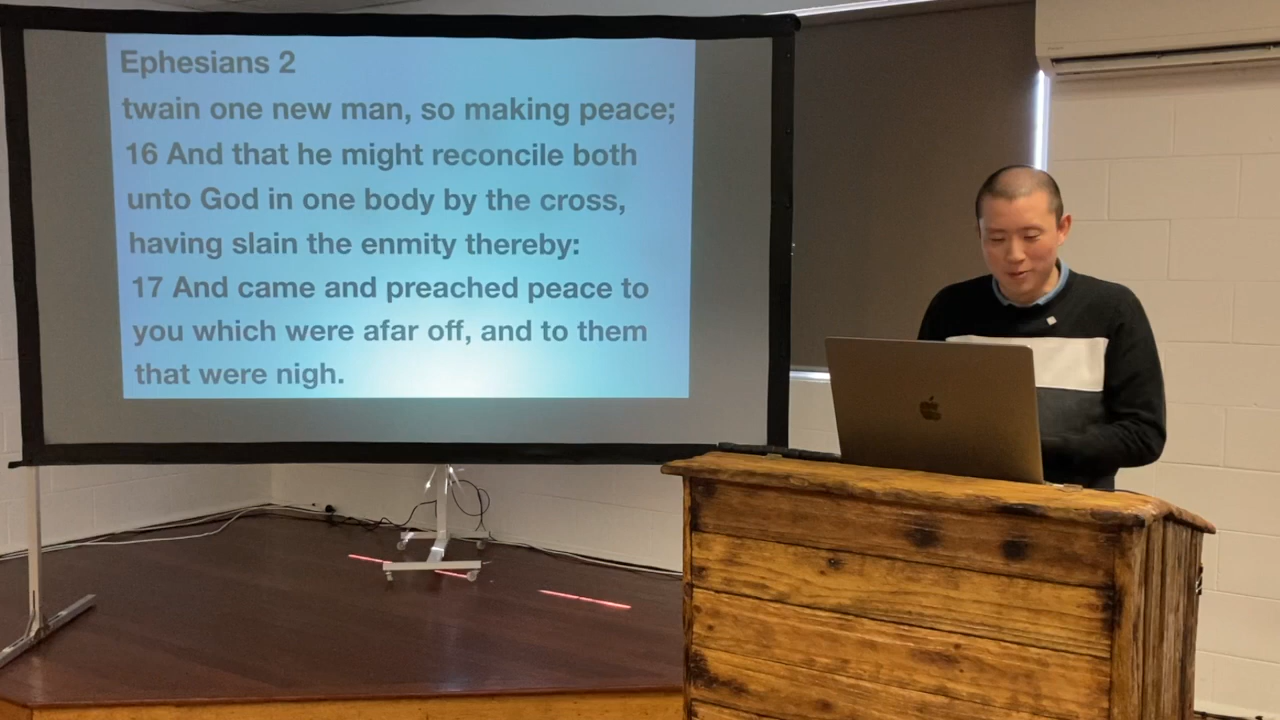 Ephesians 2
twain one new man, so making peace;
16 And that he might reconcile both
unto God in one body by the cross,
having slain the enmity thereby:
17 And came and preached peace to
you which were afar off, and to them
that were nigh.